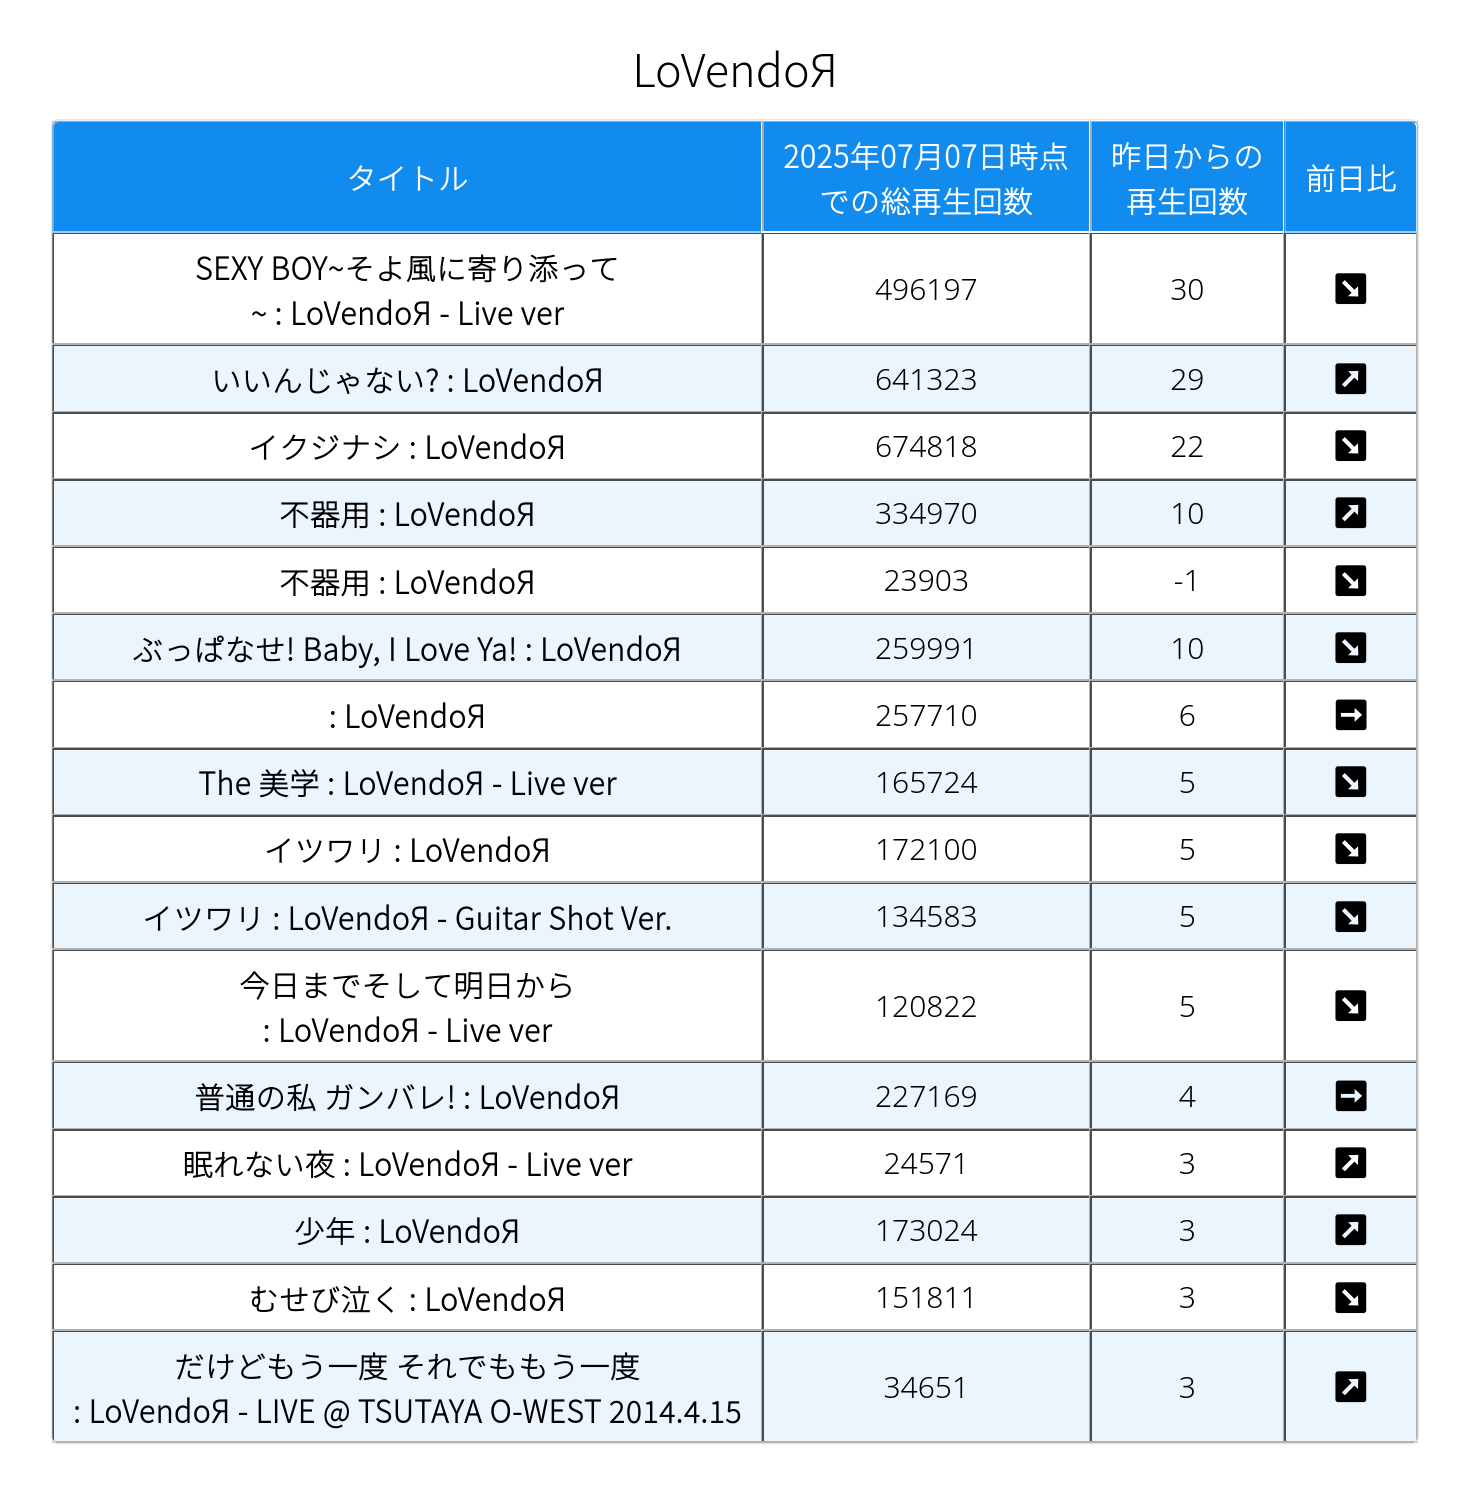 LoVendoЯ
タイトル
2025年07月07日時点
での総再生回数
昨日からの
再生回数
前日比
SEXY BOY~そよ風に寄り添って
~ : LoVendoЯ - Live ver
496197
30
いいんじゃない? : LoVendoЯ
641323
29
イクジナシ : LoVendoЯ
674818
22
不器用 : LoVendoЯ
334970
10
不器用 : LoVendoЯ
23903
-1
ぶっぱなせ! Baby, I Love Ya! : LoVendoЯ
259991
10
: LoVendoЯ
257710
6
The 美学 : LoVendoЯ - Live ver
165724
5
イツワリ : LoVendoЯ
172100
5
イツワリ : LoVendoЯ - Guitar Shot Ver.
134583
5
今日までそして明日から
: LoVendoЯ - Live ver
120822
5
普通の私 ガンバレ! : LoVendoЯ
227169
4
眠れない夜 : LoVendoЯ - Live ver
24571
3
少年 : LoVendoЯ
173024
3
むせび泣く : LoVendoЯ
151811
3
だけどもう一度 それでももう一度
: LoVendoЯ - LIVE @ TSUTAYA O-WEST 2014.4.15
34651
3